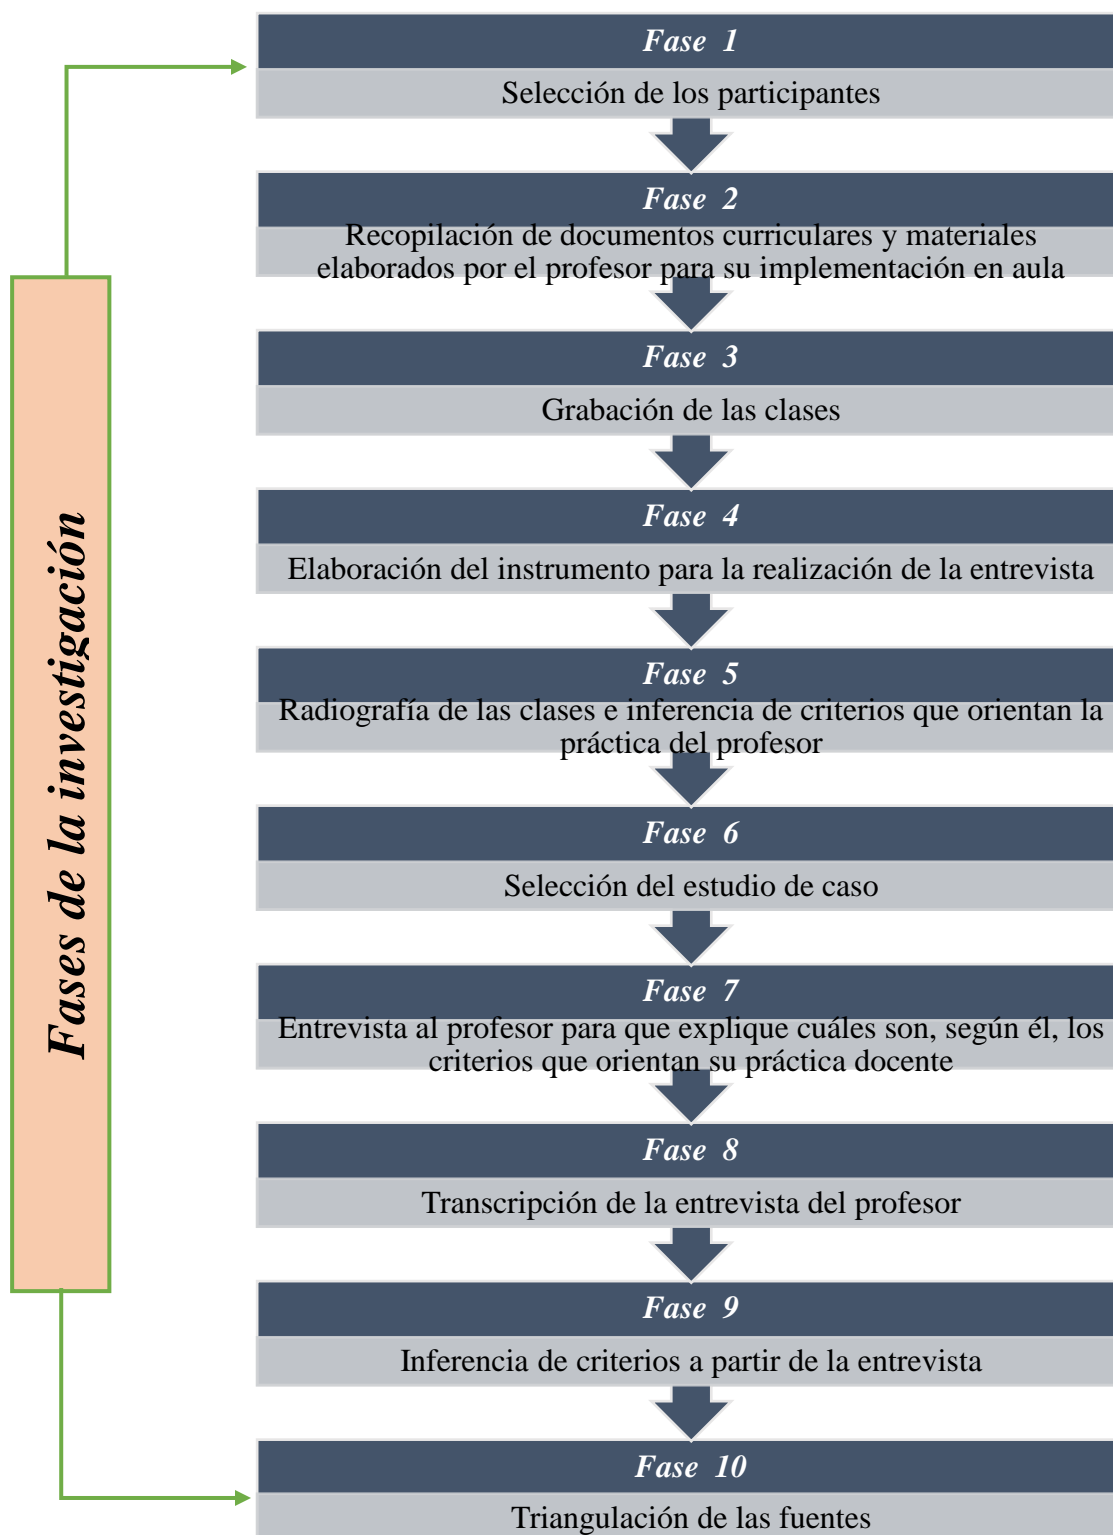 Fases de la investigación
Fase 1
Selección de los participantes
Fase 2
Recopilación de documentos curriculares y materiales
elaborados por el profesor para su implementación en aula
Fase 3
Grabación de las clases
Fase 4
Elaboración del instrumento para la realización de la entrevista
Fase 5
Radiografía de las clases e inferencia de criterios que orientan la
práctica del profesor
Fase 6
Selección del estudio de caso
Fase 7
Entrevista al profesor para que explique cuáles son, según él, los
criterios que orientan su práctica docente
Fase 8
Transcripción de la entrevista del profesor
Fase 9
Inferencia de criterios a partir de la entrevista
Fase 10
Triangulación de las fuentes